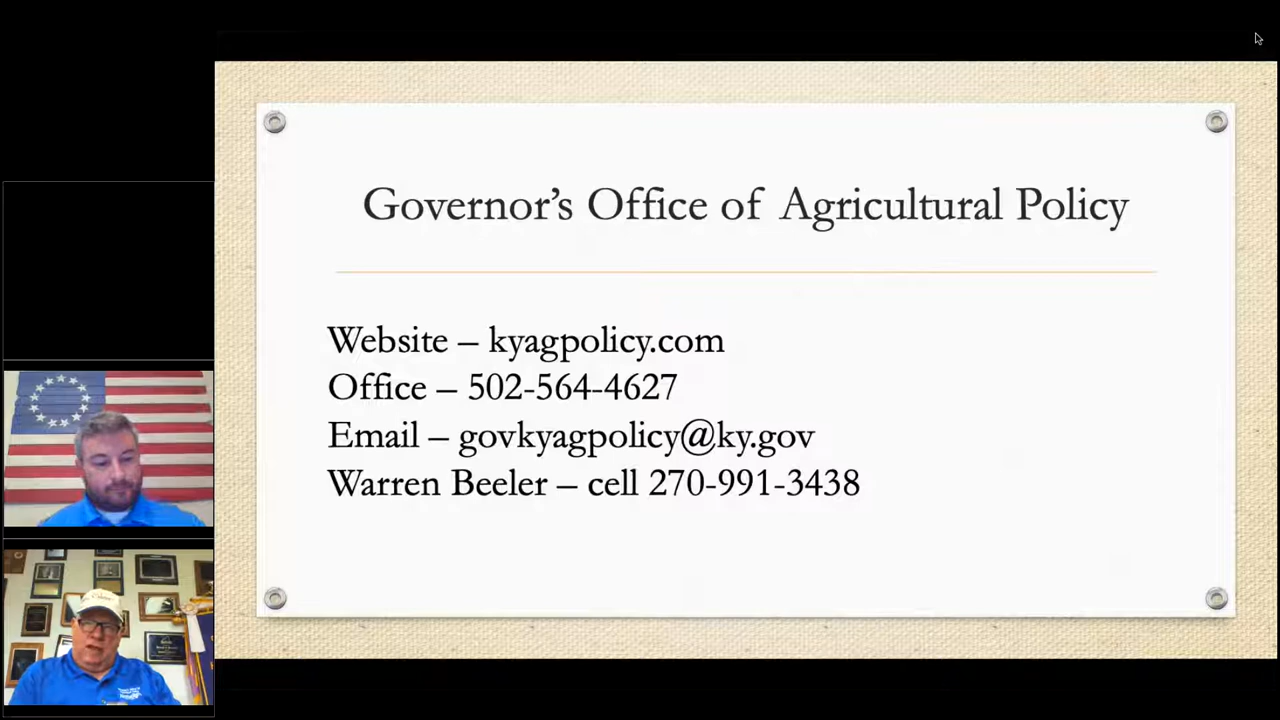 Governor’s Office of Agricultural Policy
Website – kyagpolicy.com
Office – 502-564-4627
Email – govkyagpolicy@ky.gov
Warren Beeler – cell 270-991-3438